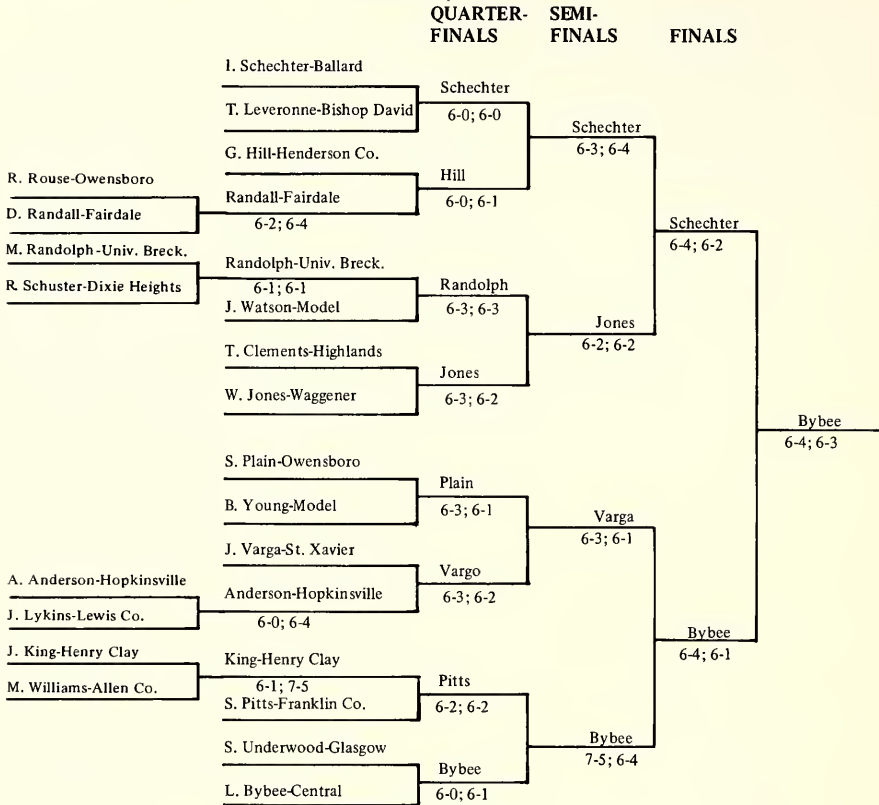 QUARTER- SEMI-
FINALS FINALS FINALS
I. Schechter-Ballard
Schechter
T. Leveronne-Bishop David
6-0; 6-0
Schechter
6-3; 6-4
G. Hill-Henderson Co.
Hill
R. Rouse-Owensboro
Randall-Fairdale
6-0; 6-1
D. Randall-Fairdale
6-2; 6-4
Schechter
6-4; 6-2
M. Randolph-Univ. Breck.
Randolph-Univ. Breck.
6-1; 6-1
R. Schuster-Dixie Heights
Randolph
J. Watson-Model
6-3; 6-3
Jones
6-2; 6-2
T. Clements-Highlands
Jones
W. Jones-Waggener
6-3; 6-2
Bybee
6-4; 6-3
S. Plain-Owensboro
Plain
B. Young-Model
6-3; 6-1
Varga
6-3; 6-1
J. Varga-St. Xavier
Vargo
A. Anderson-Hopkinsville
Anderson-Hopkinsville
6-3; 6-2
J. Lykins-Lewis Co.
6-0; 6-4
Bybee
6-4; 6-1
J. King-Henry Clay
King-Henry Clay
6-1; 7-5
M. Williams-Allen Co.
Pitts
S. Pitts-Franklin Co.
6-2; 6-2
Bybee
7-5; 6-4
S. Underwood-Glasgow
Bybee
L. Bybee-Central
6-0; 6-1